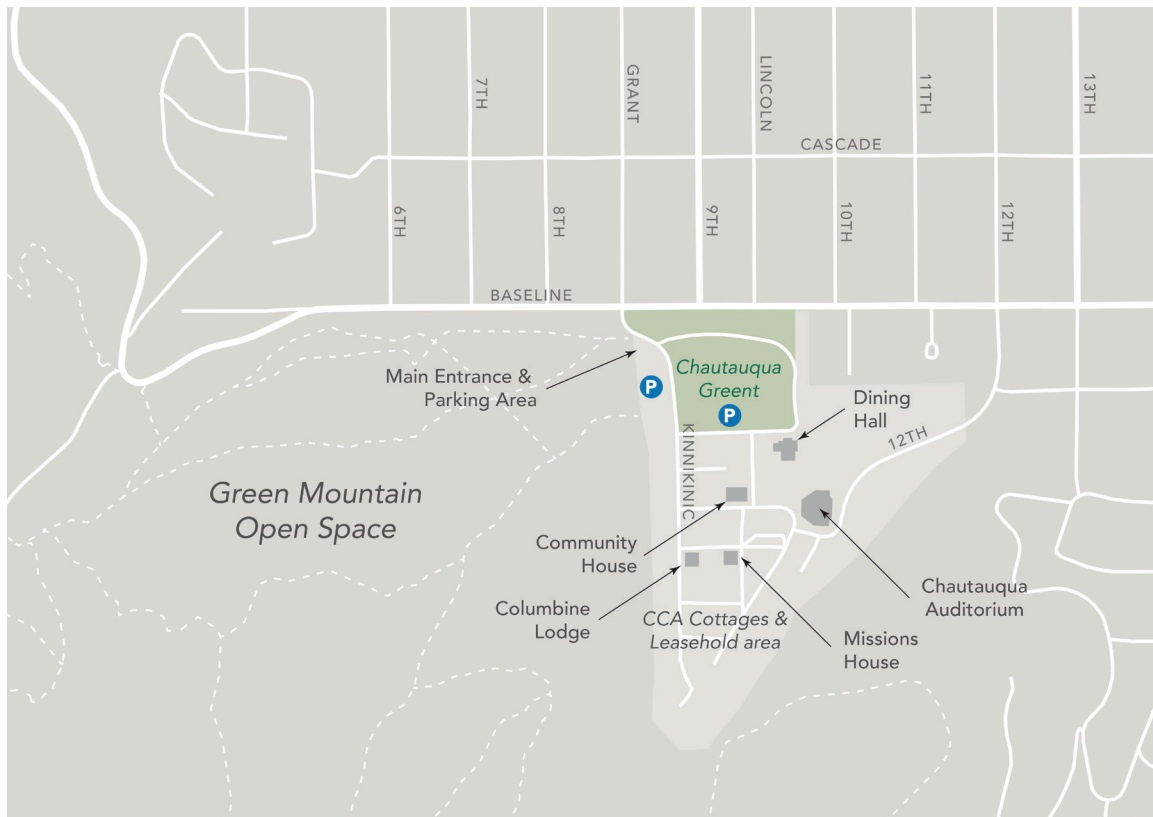 7TH
GRANT
LINCOLN
11TH
13TH
CASCADE
6TH
8TH
9TH
10TH
12TH
BASELINE
Main Entrance &
Parking Area
P
Chautauqua
Greent
P
Dining
Hall
12TH
KINNIKINIC
Green Mountain
Open Space
Community
House
Columbine
Lodge
CCA Cottages &
Leasehold area
Missions
House
Chautauqua
Auditorium